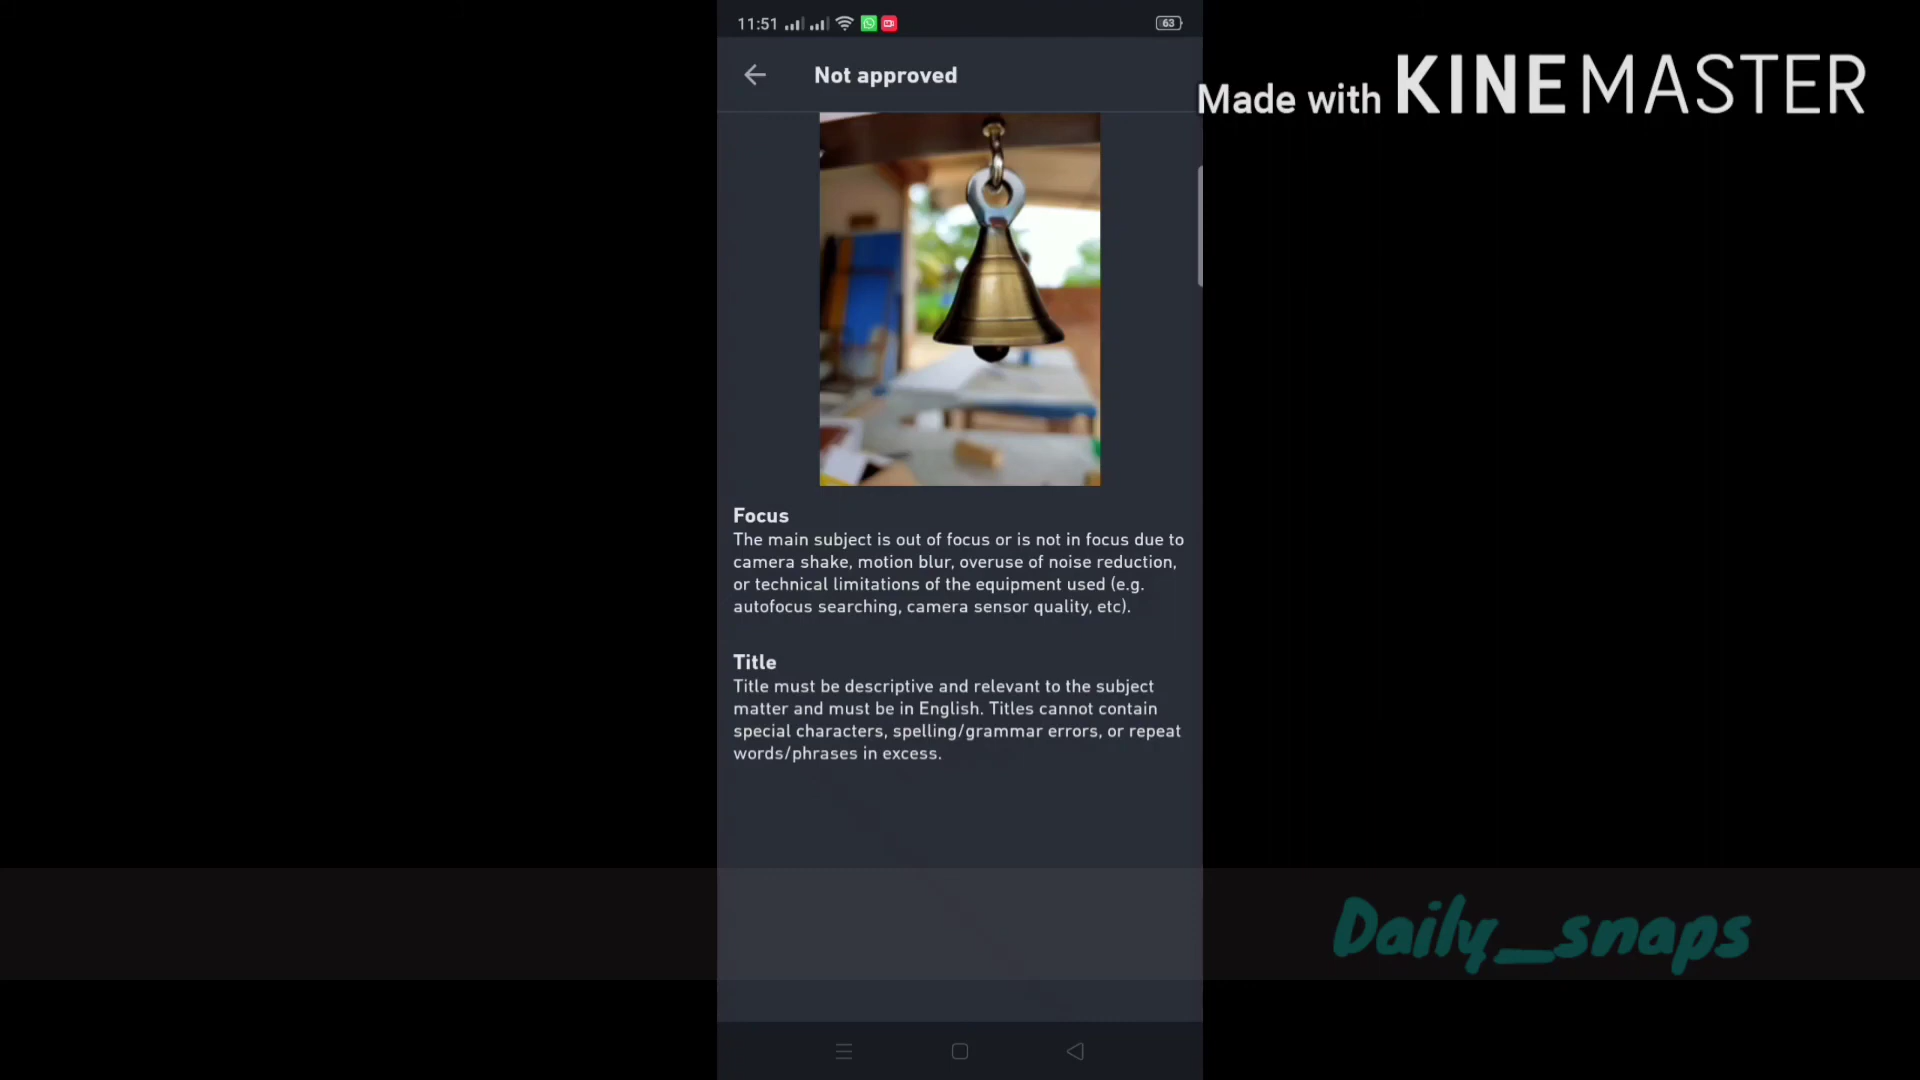 11:51
63
Not approved
Made with KINEMASTER
Focus
The main subject is out of focus or is not in focus due to
camera shake, motion blur, overuse of noise reduction,
or technical limitations of the equipment used (e.g.
autofocus searching, camera sensor quality, etc).
Title
Title must be descriptive and relevant to the subject
matter and must be in English. Titles cannot contain
special characters, spelling/grammar errors, or repeat
words/phrases in excess.
Daily_snaps